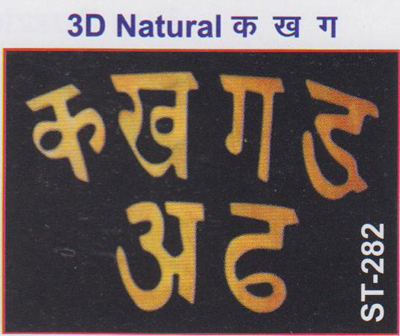 3D Natural क ख ग
क ख ग ड
अ ढ
ST-282